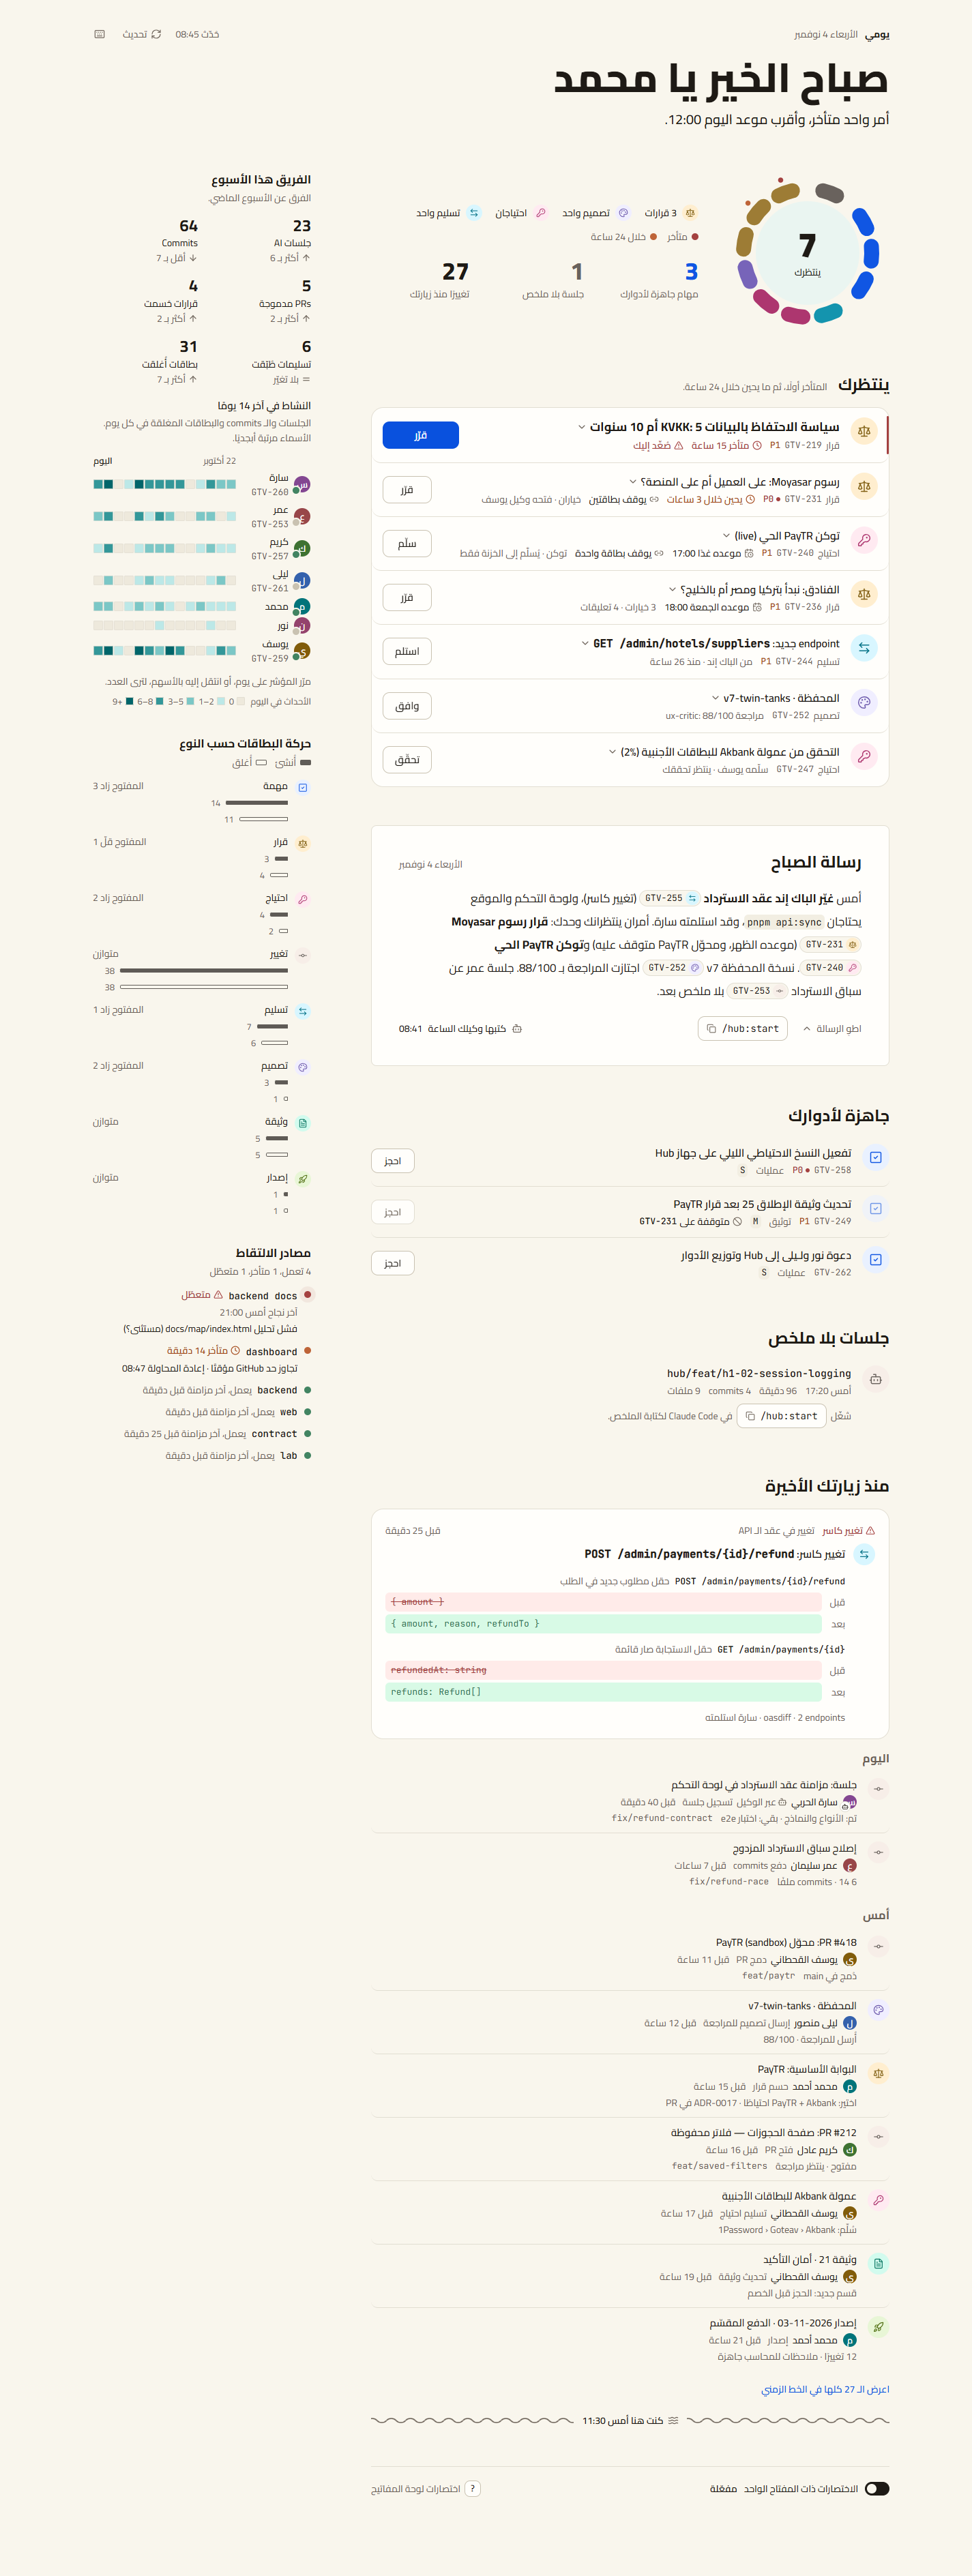 يومي الأربعاء 4 نوفمبر
حُدّث 08:45 تحديث
صباح الخير يا محمد
أمر واحد متأخر، وأقرب موعد اليوم 12:00.
7
ينتظرك
3 قرارات تصميم واحد احتياجان تسليم واحد
متأخر خلال 24 ساعة
3
مهام جاهزة لأدوارك
1
جلسة بلا ملخص
27
تغييرًا منذ زيارتك
ينتظرك المتأخر أولًا، ثم ما يحين خلال 24 ساعة.
سياسة الاحتفاظ بالبيانات KVKK: 5 أم 10 سنوات
قرار GTV-219 P1 متأخر 15 ساعة صُعّد إليك
قرّر
رسوم Moyasar: على العميل أم على المنصة؟
قرار GTV-231 P0 يحين خلال 3 ساعات يوقف بطاقتين خياران · فتحه وكيل يوسف
قرّر
توكن PayTR الحي (live)
احتياج GTV-240 P1 موعده غدًا 17:00 يوقف بطاقة واحدة توكن · يُسلَّم إلى الخزنة فقط
سلّم
الفنادق: نبدأ بتركيا ومصر أم بالخليج؟
قرار GTV-236 P1 موعده الجمعة 18:00 3 خيارات · 4 تعليقات
قرّر
endpoint جديد: GET /admin/hotels/suppliers
تسليم GTV-244 P1 من الباك إند · منذ 26 ساعة
استلم
المحفظة · v7-twin-tanks
تصميم GTV-252 مراجعة ux-critic: 88/100
وافق
التحقق من عمولة Akbank للبطاقات الأجنبية (2%)
احتياج GTV-247 P1 سلّمه يوسف · ينتظر تحققك
تحقّق
رسالة الصباح
الأربعاء 4 نوفمبر
أمس غيّر الباك إند عقد الاسترداد GTV-255 (تغيير كاسر)، ولوحة التحكم والموقع
يحتاجان pnpm api:sync، وقد استلمته سارة. أمران ينتظرانك وحدك: قرار رسوم Moyasar
GTV-231 (موعده الظهر، ومحوّل PayTR متوقف عليه) وتوكن PayTR الحي
GTV-240. نسخة المحفظة v7 GTV-252 اجتازت المراجعة بـ 88/100. جلسة عمر عن
سباق الاسترداد GTV-253 بلا ملخص بعد.
اطوِ الرسالة /hub:start
كتبها وكيلك الساعة 08:41
جاهزة لأدوارك
تفعيل النسخ الاحتياطي الليلي على جهاز Hub
GTV-258 P0 عمليات S
احجز
تحديث وثيقة الإطلاق 25 بعد قرار PayTR
GTV-249 P1 توثيق M متوقفة على GTV-231
احجز
دعوة نور وليلى إلى Hub وتوزيع الأدوار
GTV-262 عمليات S
احجز
جلسات بلا ملخص
hub/feat/h1-02-session-logging
أمس 17:20 96 دقيقة 4 commits 9 ملفات
شغّل /hub:start في Claude Code لكتابة الملخص.
منذ زيارتك الأخيرة
تغيير كاسر تغيير في عقد الـ API
قبل 25 دقيقة
تغيير كاسر: POST /admin/payments/{id}/refund
POST /admin/payments/{id}/refund حقل مطلوب جديد في الطلب
قبل { amount }
بعد { amount, reason, refundTo }
GET /admin/payments/{id} حقل الاستجابة صار قائمة
قبل refundedAt: string
بعد refunds: Refund[]
oasdiff · 2 endpoints · سارة استلمته
اليوم
جلسة: مزامنة عقد الاسترداد في لوحة التحكم
سارة الحربي عبر الوكيل تسجيل جلسة قبل 40 دقيقة
تم: الأنواع والنماذج · بقي: اختبار e2e fix/refund-contract
إصلاح سباق الاسترداد المزدوج
ع عمر سليمان دفع commits قبل 7 ساعات
6 commits · 14 ملفًا fix/refund-race
أمس
PR #418: محوّل PayTR (sandbox)
ي يوسف القحطاني دمج PR قبل 11 ساعة
دُمج في main feat/paytr
المحفظة · v7-twin-tanks
ل ليلى منصور إرسال تصميم للمراجعة قبل 12 ساعة
أُرسل للمراجعة · 88/100
البوابة الأساسية: PayTR
م محمد أحمد حسم قرار قبل 15 ساعة
اختير: PayTR + Akbank احتياطًا · ADR-0017 في PR
PR #212: صفحة الحجوزات — فلاتر محفوظة
ك كريم عادل فتح PR قبل 16 ساعة
مفتوح · ينتظر مراجعة feat/saved-filters
عمولة Akbank للبطاقات الأجنبية
ي يوسف القحطاني تسليم احتياج قبل 17 ساعة
سُلّم: 1Password › Goteav › Akbank
وثيقة 21 · أمان التأكيد
ي يوسف القحطاني تحديث وثيقة قبل 19 ساعة
قسم جديد: الحجز قبل الخصم
إصدار 2026-11-03 · الدفع المقسّم
م محمد أحمد إصدار قبل 21 ساعة
12 تغييرًا · ملاحظات للمحاسب جاهزة
اعرض الـ 27 كلها في الخط الزمني
كنت هنا أمس 11:30
الاختصارات ذات المفتاح الواحد مفعّلة
? اختصارات لوحة المفاتيح
الفريق هذا الأسبوع
الفرق عن الأسبوع الماضي.
23
جلسات AI
أكثر بـ 6
64
Commits
أقل بـ 7
5
PRs مدموجة
أكثر بـ 2
4
قرارات حُسمت
أكثر بـ 2
6
تسليمات طُبّقت
بلا تغيّر
31
بطاقات أُغلقت
أكثر بـ 7
النشاط في آخر 14 يومًا
الجلسات والـ commits والبطاقات المغلقة في كل يوم.
الأسماء مرتبة أبجديًا.
22 أكتوبر اليوم
س سارة
GTV-260
ع عمر
GTV-253
ك كريم
GTV-257
ل ليلى
GTV-261
م محمد
ن نور
ي يوسف
GTV-259
مرّر المؤشر على يوم، أو انتقل إليه بالأسهم، لترى العدد.
الأحداث في اليوم 0 1–2 3–5 6–8 9+
حركة البطاقات حسب النوع
أُنشئ أُغلق
مهمة المفتوح زاد 3
14
11
قرار المفتوح قلّ 1
3
4
احتياج المفتوح زاد 2
4
2
تغيير متوازن
38
38
تسليم المفتوح زاد 1
7
6
تصميم المفتوح زاد 2
3
1
وثيقة متوازن
5
5
إصدار متوازن
1
1
مصادر الالتقاط
4 تعمل، 1 متأخر، 1 متعطّل
backend docs متعطّل
آخر نجاح أمس 21:00
فشل تحليل docs/map/index.html (مستثنى؟)
dashboard متأخر 14 دقيقة
تجاوز حد GitHub مؤقتًا · إعادة المحاولة 08:47
backend يعمل، آخر مزامنة قبل دقيقة
web يعمل، آخر مزامنة قبل دقيقة
contract يعمل، آخر مزامنة قبل 25 دقيقة
lab يعمل، آخر مزامنة قبل دقيقة